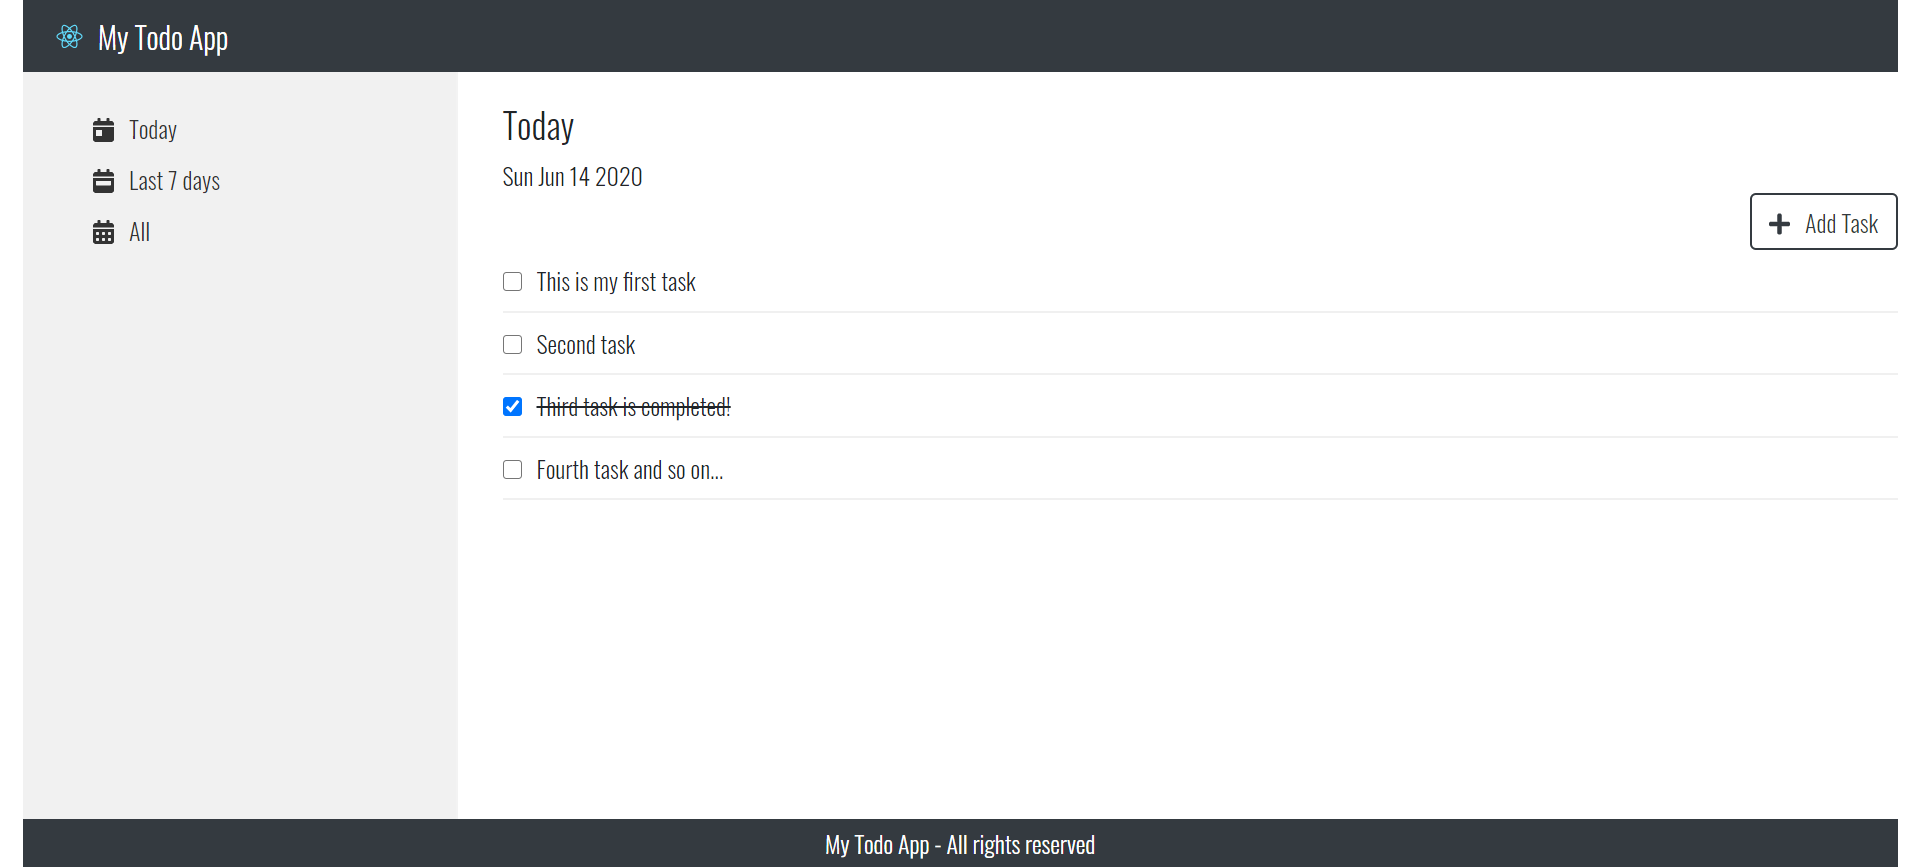 My Todo App
Today
Last 7 days
All
Today
Sun Jun 14 2020
Add Task
This is my first task
Second task
Third task is completed!
Fourth task and so on...
My Todo App - All rights reserved